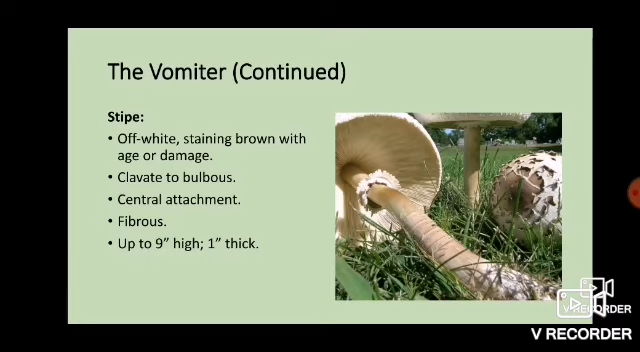 The Vomiter (Continued)
Stipe:
• Off-white, staining brown with
age or damage.
• Clavate to bulbous.
• Central attachment.
• Fibrous.
• Up to 9” high; 1” thick.
V RECORDER
V RECORDER